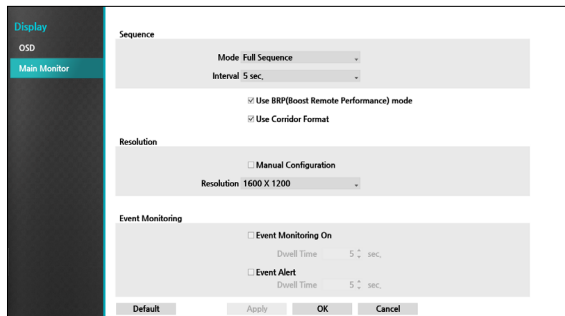 Display
OSD
Main Monitor
Sequence
Mode Full Sequence
Interval 5 sec.
Use BRP(Boost Remote Performance) mode
Use Corridor Format
Resolution
Manual Configuration
Resolution 1600 X 1200
Event Monitoring
Event Monitoring On
Dwell Time 5 sec.
Event Alert
Dwell Time 5 sec.
Default Apply OK Cancel